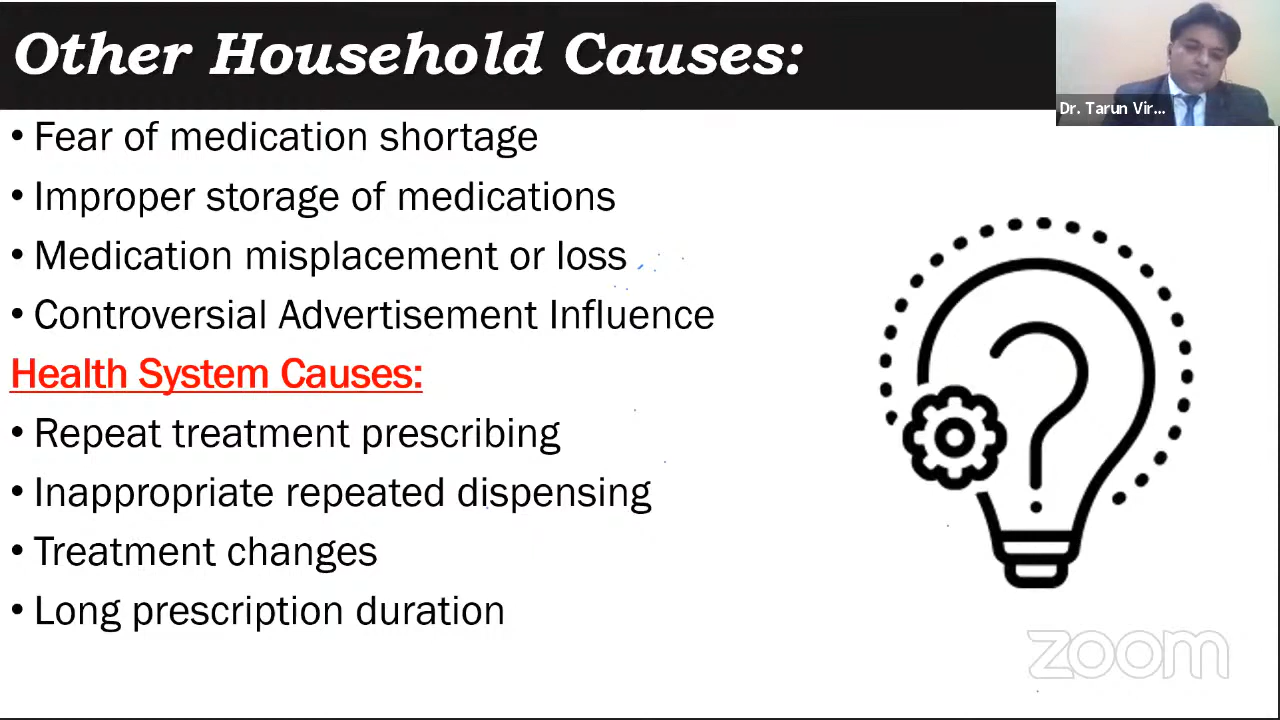 Other Household Causes:
Dr. Tarun Vir...
• Fear of medication shortage
• Improper storage of medications
• Medication misplacement or loss
• Controversial Advertisement Influence
Health System Causes:
• Repeat treatment prescribing
• Inappropriate repeated dispensing
• Treatment changes
• Long prescription duration
zoom